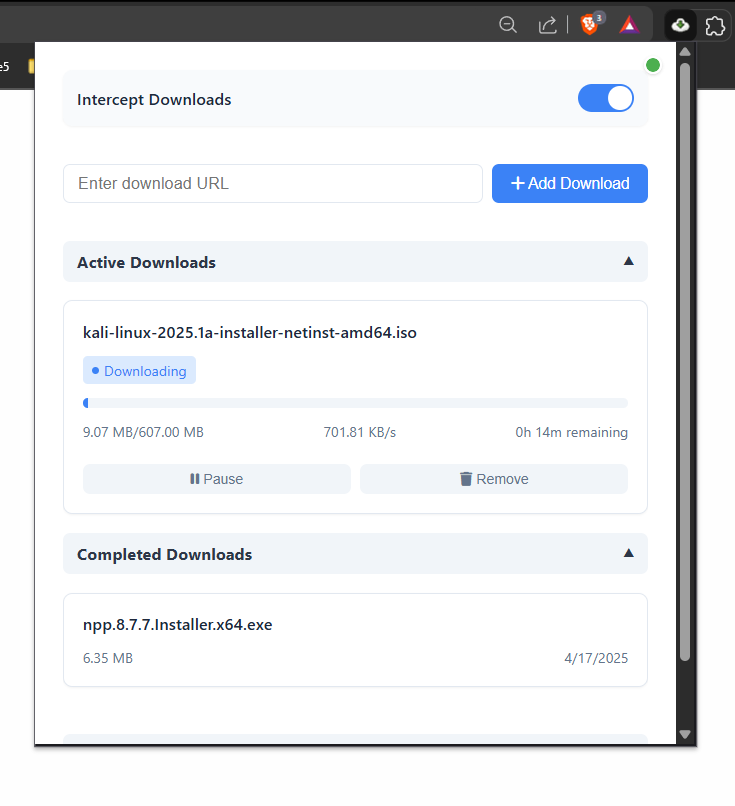 3
e5
Intercept Downloads
Enter download URL
+ Add Download
Active Downloads
kali-linux-2025.1a-installer-netinst-amd64.iso
Downloading
9.07 MB/607.00 MB 701.81 KB/s 0h 14m remaining
Pause Remove
Completed Downloads
npp.8.7.7.Installer.x64.exe
6.35 MB 4/17/2025